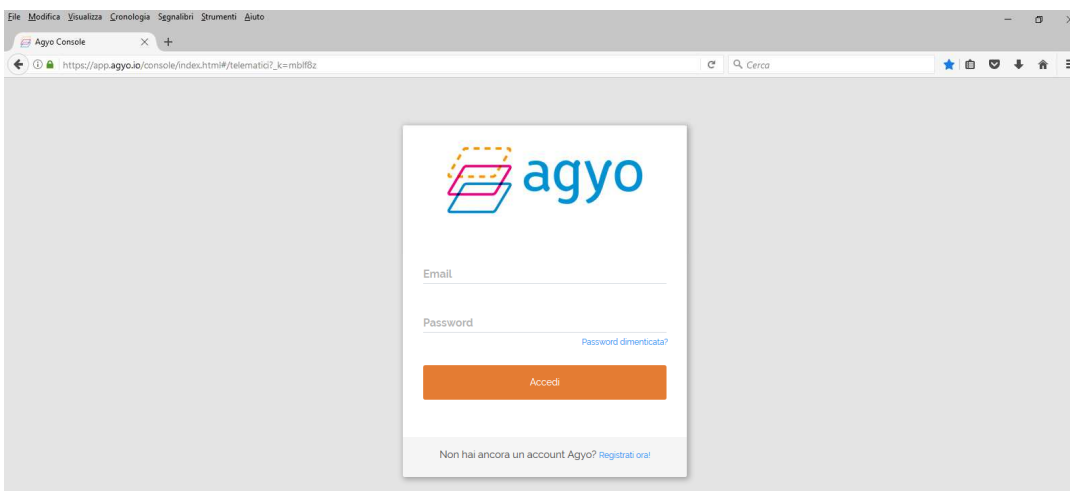 File Modifica Visualizza Cronologia Segnalibri Strumenti Aiuto
Agyo Console
https://app.agyo.io/console/index.html#/telematici?_k=mblf8z
Cerca
agyo
Email
Password
Password dimenticata?
Accedi
Non hai ancora un account Agyo? Registrati ora!